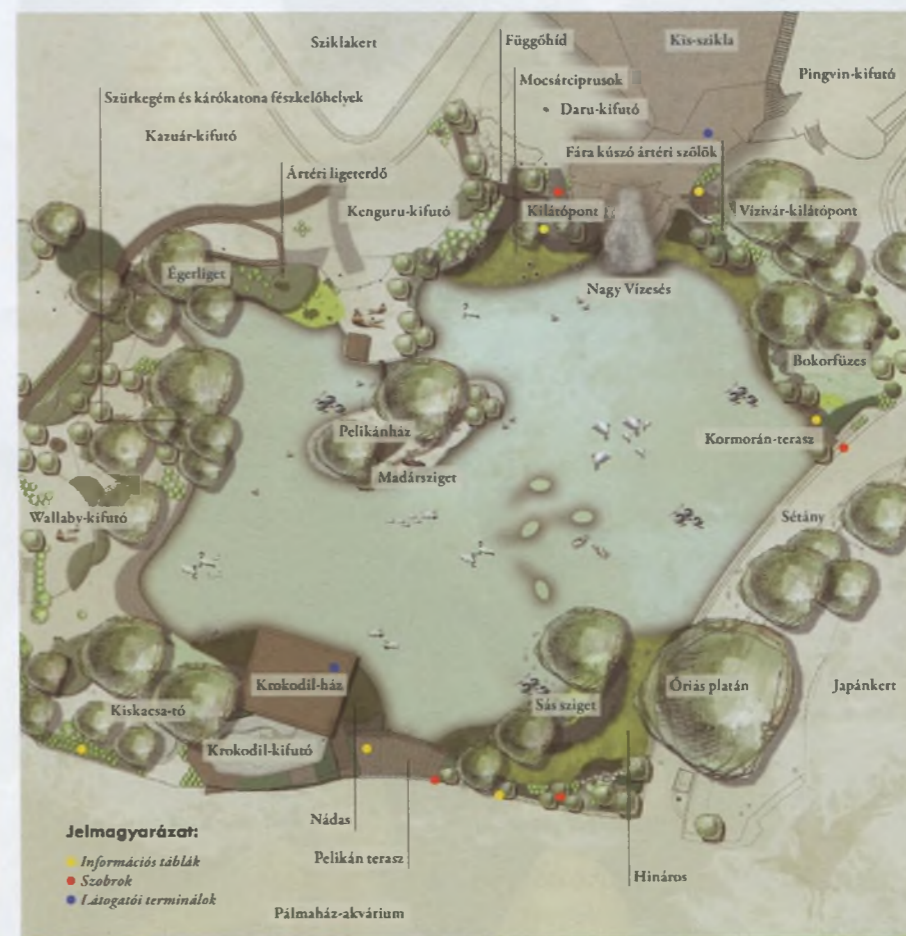 Sziklakert
Függőhíd
Kis-szikla
Pingvin-kifutó
Mocsárciprusok
Szürkegém és kárókatona fészkelőhelyek
Daru-kifutó
Kazuár-kifutó
Fára kúszó ártéri szőlők
Ártéri ligeterdő
Kenguru-kifutó
Kilátópont
Vízivár-kilátópont
Égerliget
Nagy Vízesés
Bokorfüzes
Pelikánház
Kormorán-terasz
Madársziget
Wallaby-kifutó
Sétány
Krokodil-ház
Óriás platán
Japánkert
Sás sziget
Kiskacsa-tó
Krokodil-kifutó
Nádas
Jelmagyarázat:
Információs táblák
Szobrok
Látogatói terminálok
Pelikán terasz
Hináros
Pálmaház-akvárium